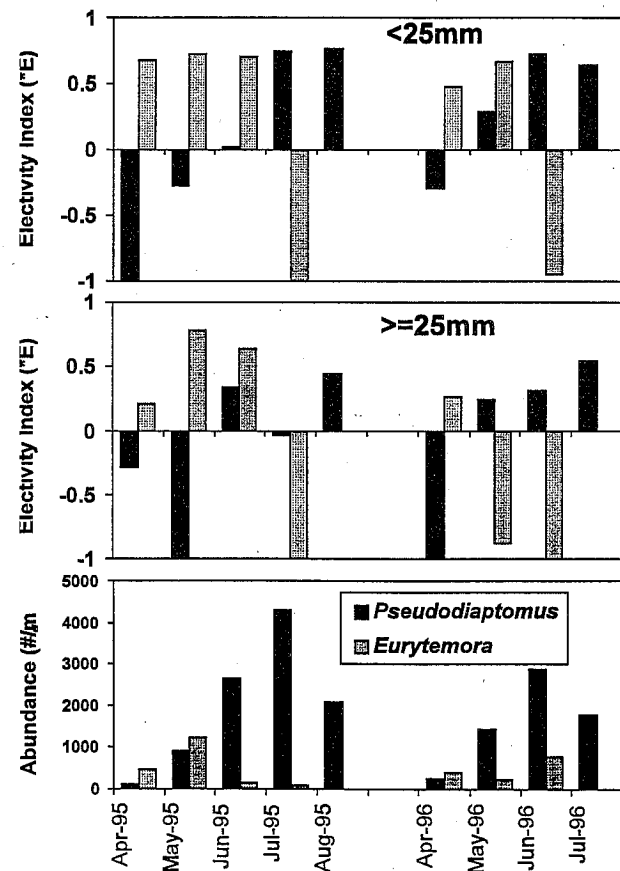 <25mm
Electivity Index (*E)
1
0.5
0
-0.5
-1
>=25mm
Electivity Index (*E)
1
0.5
0
-0.5
-1
Abundance (#/m
5000
4000
3000
2000
1000
0
Pseudodiaptomus
Eurytemora
Apr-95
May-95
Jun-95
Jul-95
Aug-95
Apr-96
May-96
Jun-96
Jul-96